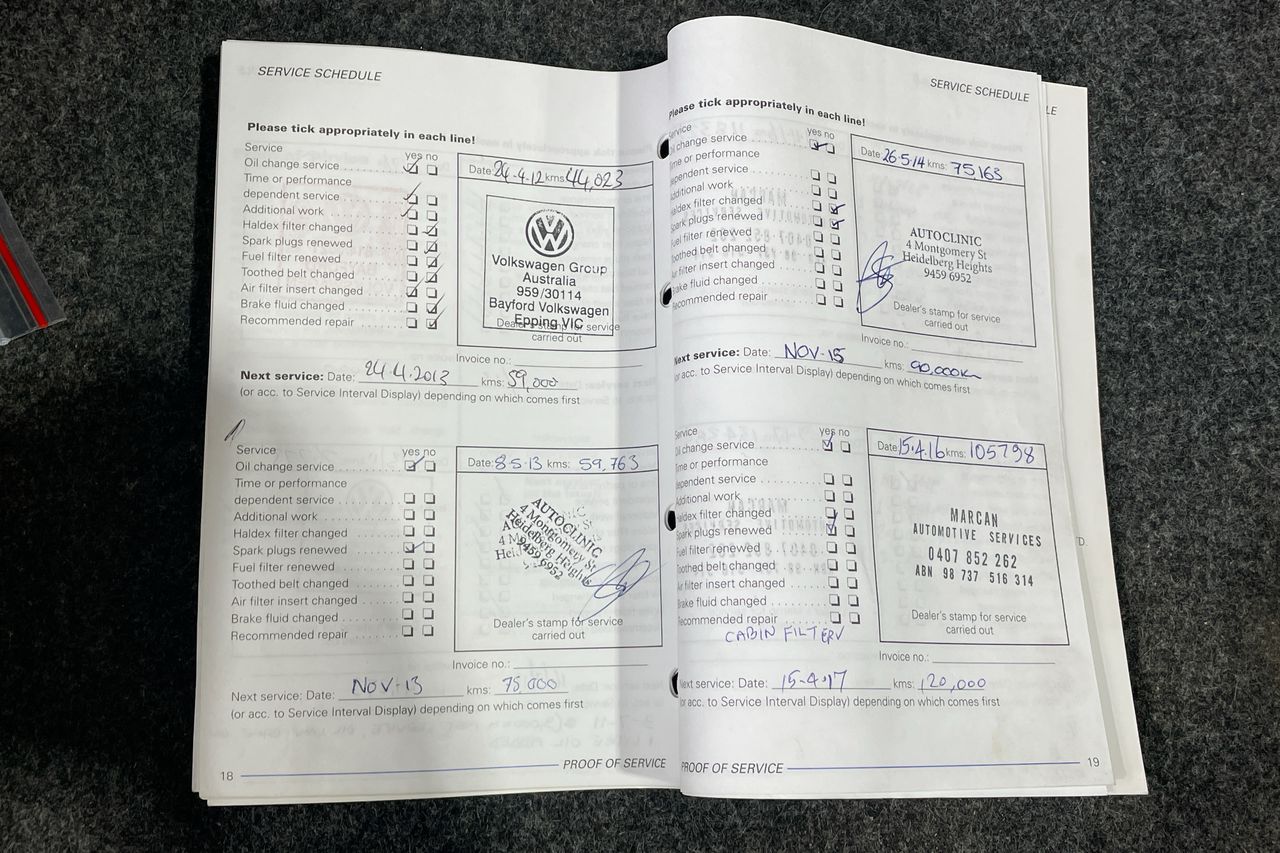 SERVICE SCHEDULE
Please tick appropriately in each line!
Service
yes no
Oil change service
Time or performance
dependent service
Additional work
Haldex filter changed
Spark plugs renewed
Fuel filter renewed
Toothed belt changed
Air filter insert changed
Brake fluid changed
Recommended repair
Date: 24.4.12 kms: 44,023
Volkswagen Group
Australia
959/30114
Bayford Volkswagen
Epping VIC
Dealer's stamp for service
carried out
Invoice no.:
Next service: Date: 24.4.2013 kms: 59,000
(or acc. to Service Interval Display) depending on which comes first
Service
yes no
Oil change service
Time or performance
dependent service
Additional work
Haldex filter changed
Spark plugs renewed
Fuel filter renewed
Toothed belt changed
Air filter insert changed
Brake fluid changed
Recommended repair
Date: 8.5.13 kms: 59,763
AUTOCLINIC
4 Montgomery St
Heidelberg Heights
9459 6952
Dealer's stamp for service
carried out
Invoice no.:
Next service: Date: NOV-13 kms: 75000
(or acc. to Service Interval Display) depending on which comes first
18
PROOF OF SERVICE
SERVICE SCHEDULE
Please tick appropriately in each line!
Service
yes no
Oil change service
Time or performance
dependent service
Additional work
Haldex filter changed
Spark plugs renewed
Fuel filter renewed
Toothed belt changed
Air filter insert changed
Brake fluid changed
Recommended repair
Date: 26.5.14 kms: 75163
AUTOCLINIC
4 Montgomery St
Heidelberg Heights
9459 6952
Dealer's stamp for service
carried out
Invoice no.:
Next service: Date: NOV-15 kms: 90,000km
(or acc. to Service Interval Display) depending on which comes first
Service
yes no
Oil change service
Time or performance
dependent service
Additional work
Haldex filter changed
Spark plugs renewed
Fuel filter renewed
Toothed belt changed
Air filter insert changed
Brake fluid changed
Recommended repair
CABIN FILTER
Date: 15.4.16 kms: 105798
MARCAN
AUTOMOTIVE SERVICES
0407 852 262
ABN 98 737 516 314
Dealer's stamp for service
carried out
Invoice no.:
Next service: Date: 15-4-17 kms: 120,000
(or acc. to Service Interval Display) depending on which comes first
PROOF OF SERVICE
19